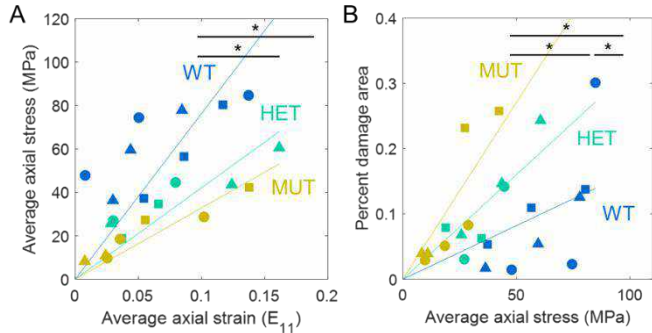 A
B
Average axial stress (MPa)
120
100
80
60
40
20
0
0
0.05
0.1
0.15
0.2
Average axial strain (E11)
*
*
WT
HET
MUT
Percent damage area
0.4
0.3
0.2
0.1
0
0
50
100
Average axial stress (MPa)
*
*
*
MUT
HET
WT